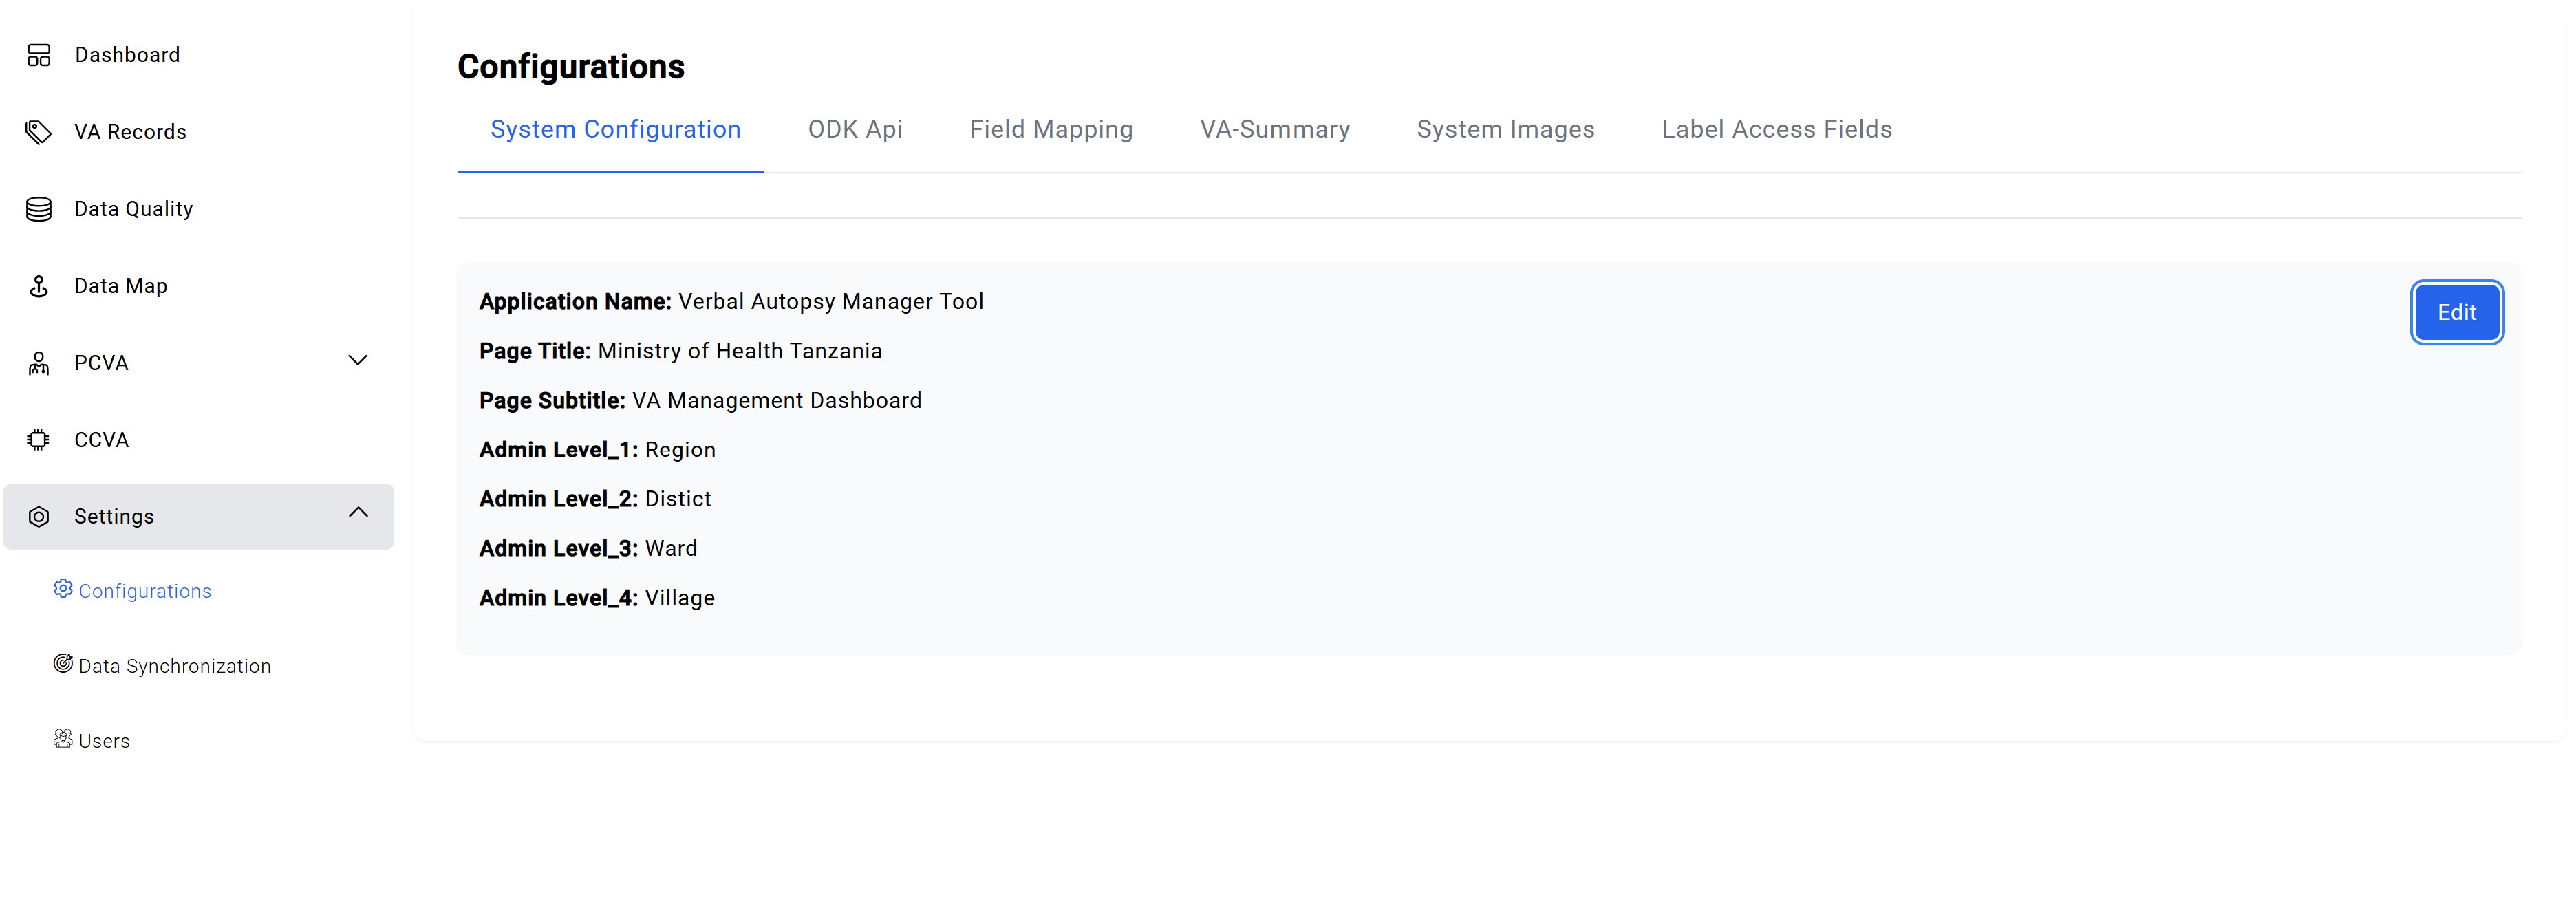 Dashboard
VA Records
Data Quality
Data Map
PCVA
CCVA
Settings
Configurations
Data Synchronization
Users
Configurations
System Configuration
ODK Api
Field Mapping
VA-Summary
System Images
Label Access Fields
Application Name: Verbal Autopsy Manager Tool
Edit
Page Title: Ministry of Health Tanzania
Page Subtitle: VA Management Dashboard
Admin Level_1: Region
Admin Level_2: Distict
Admin Level_3: Ward
Admin Level_4: Village